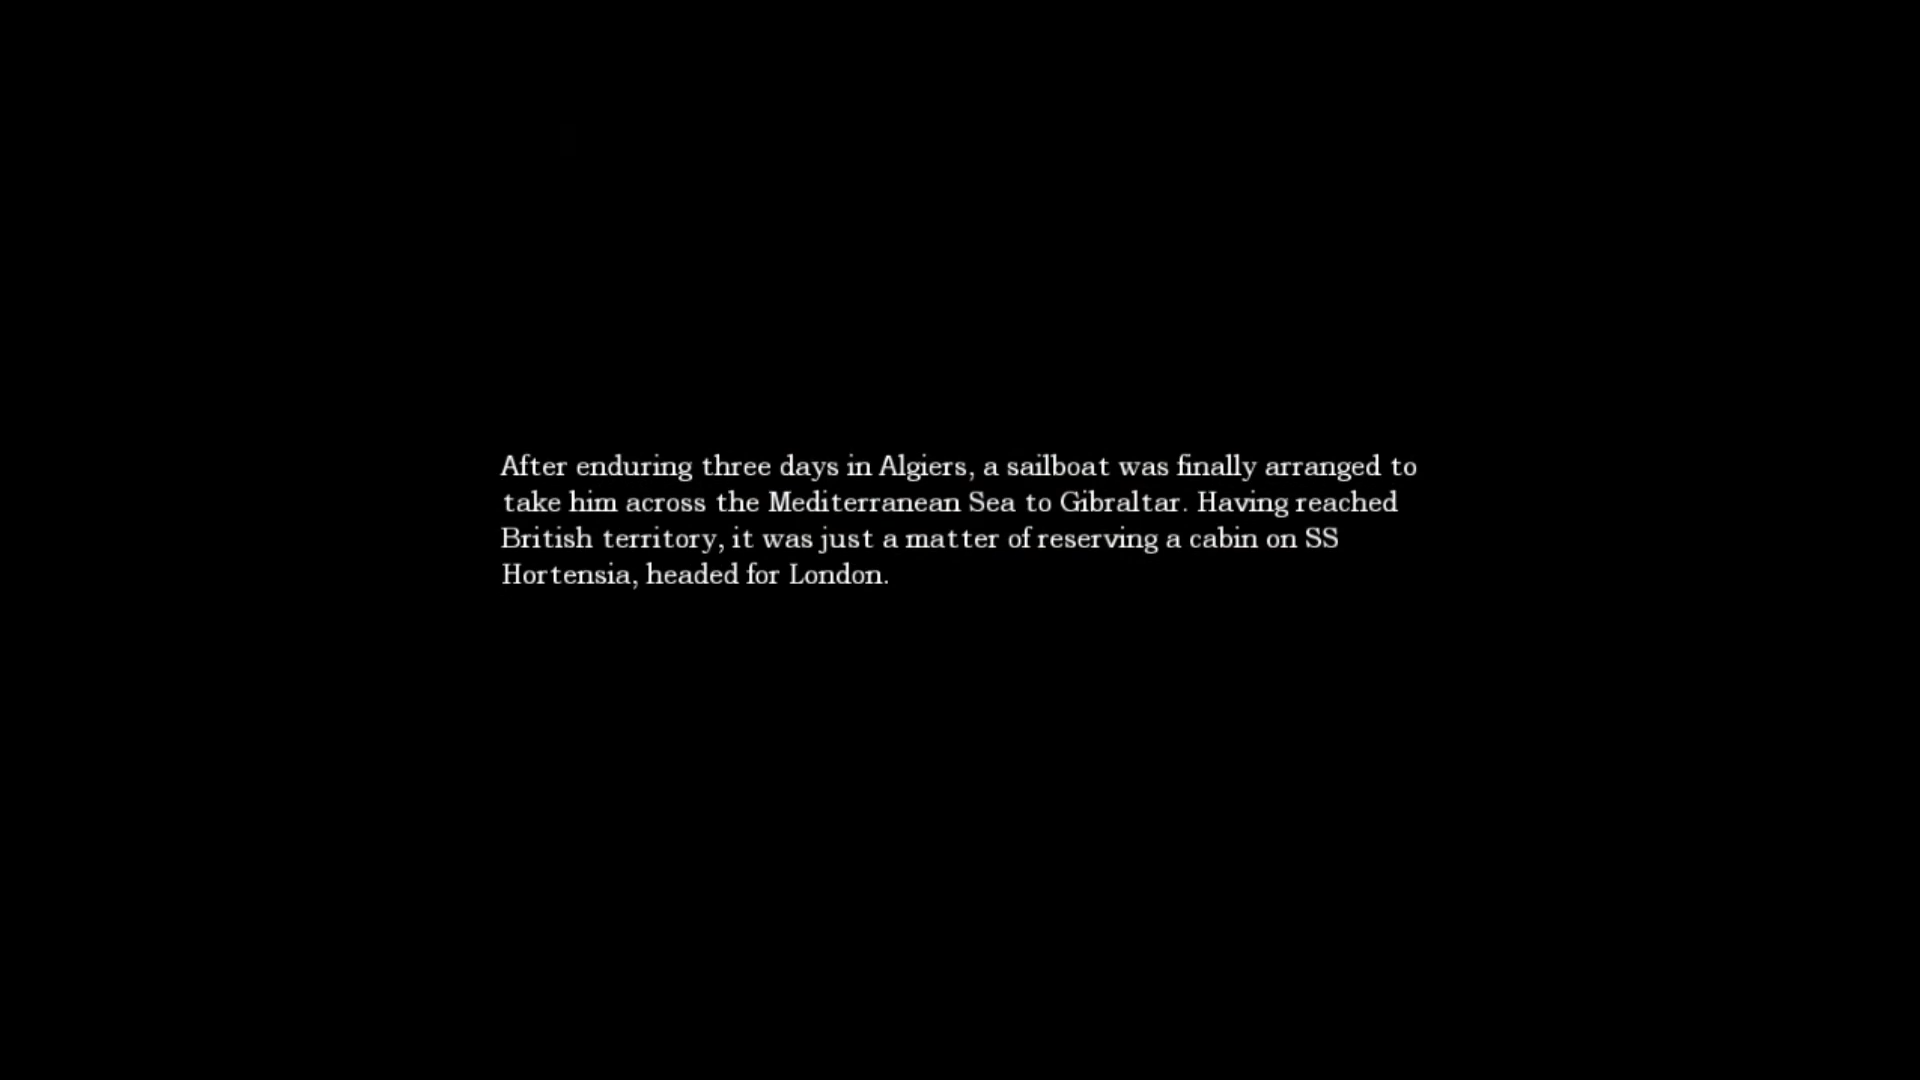 After enduring three days in Algiers, a sailboat was finally arranged to
take him across the Mediterranean Sea to Gibraltar. Having reached
British territory, it was just a matter of reserving a cabin on SS
Hortensia, headed for London.